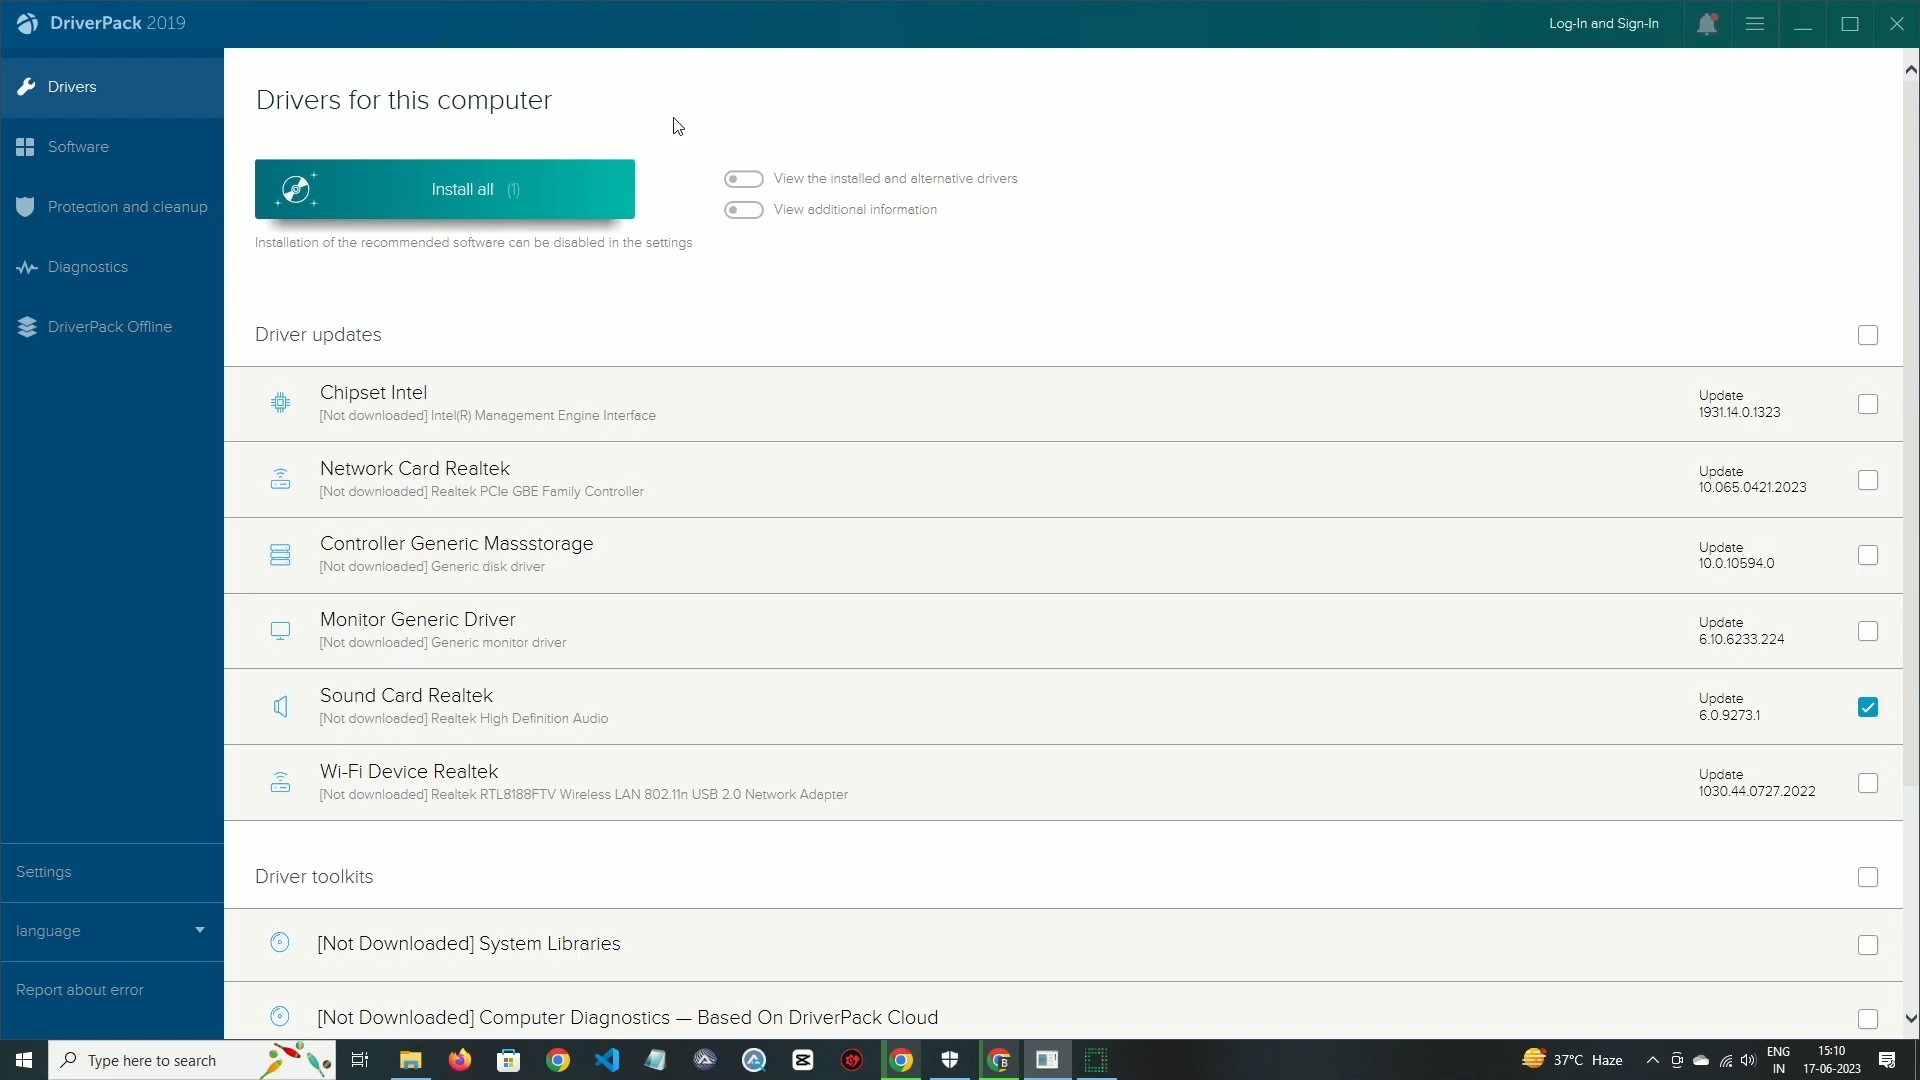 DriverPack 2019
Log-In and Sign-In
Drivers
Software
Protection and cleanup
Diagnostics
DriverPack Offline
Settings
language
Report about error
Drivers for this computer
Install all (1)
View the installed and alternative drivers
View additional information
Installation of the recommended software can be disabled in the settings
Driver updates
Chipset Intel
[Not downloaded] Intel(R) Management Engine Interface
Update
1931.14.0.1323
Network Card Realtek
[Not downloaded] Realtek PCIe GBE Family Controller
Update
10.065.0421.2023
Controller Generic Massstorage
[Not downloaded] Generic disk driver
Update
10.0.10594.0
Monitor Generic Driver
[Not downloaded] Generic monitor driver
Update
6.10.6233.224
Sound Card Realtek
[Not downloaded] Realtek High Definition Audio
Update
6.0.9273.1
Wi-Fi Device Realtek
[Not downloaded] Realtek RTL8188FTV Wireless LAN 802.11n USB 2.0 Network Adapter
Update
1030.44.0727.2022
Driver toolkits
[Not Downloaded] System Libraries
[Not Downloaded] Computer Diagnostics — Based On DriverPack Cloud
Type here to search
37°C Haze
ENG
IN
15:10
17-06-2023